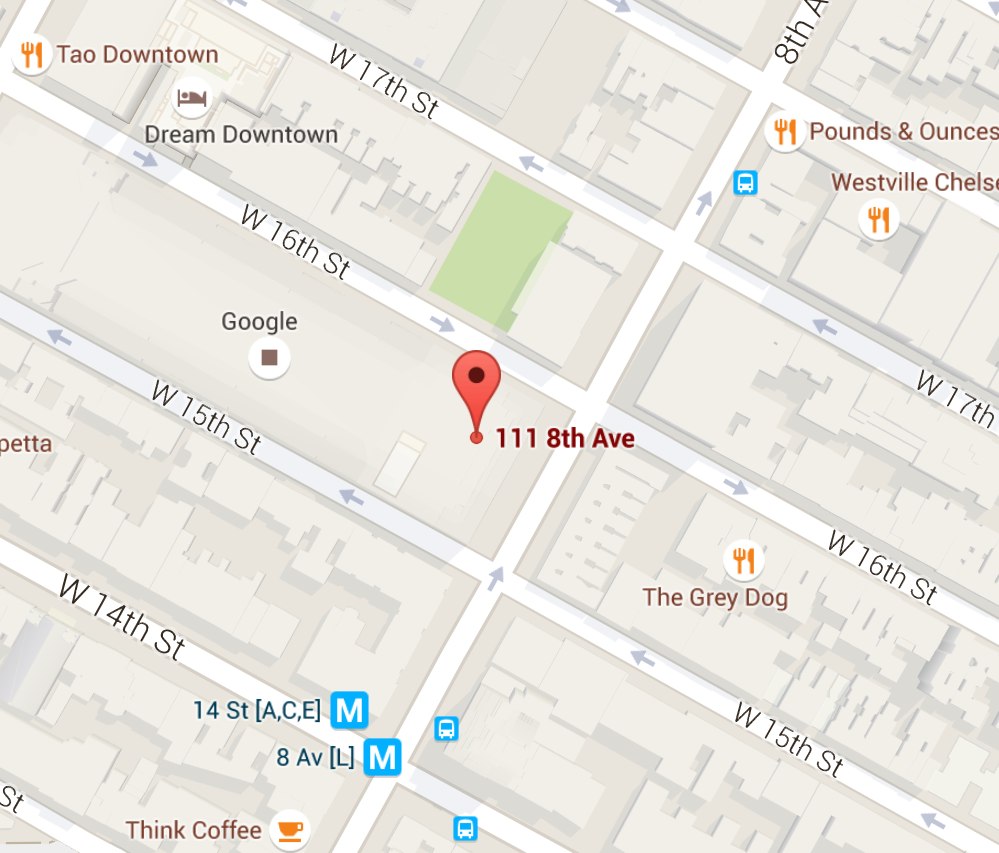 8th A
Tao Downtown
W 17th St
Dream Downtown
Pounds & Ounces
Westville Chelse
W 16th St
Google
W 17th
W 15th St
111 8th Ave
petta
W 16th St
The Grey Dog
W 14th St
14 St [A,C,E] M
8 Av [L] M
W 15th St
St
Think Coffee